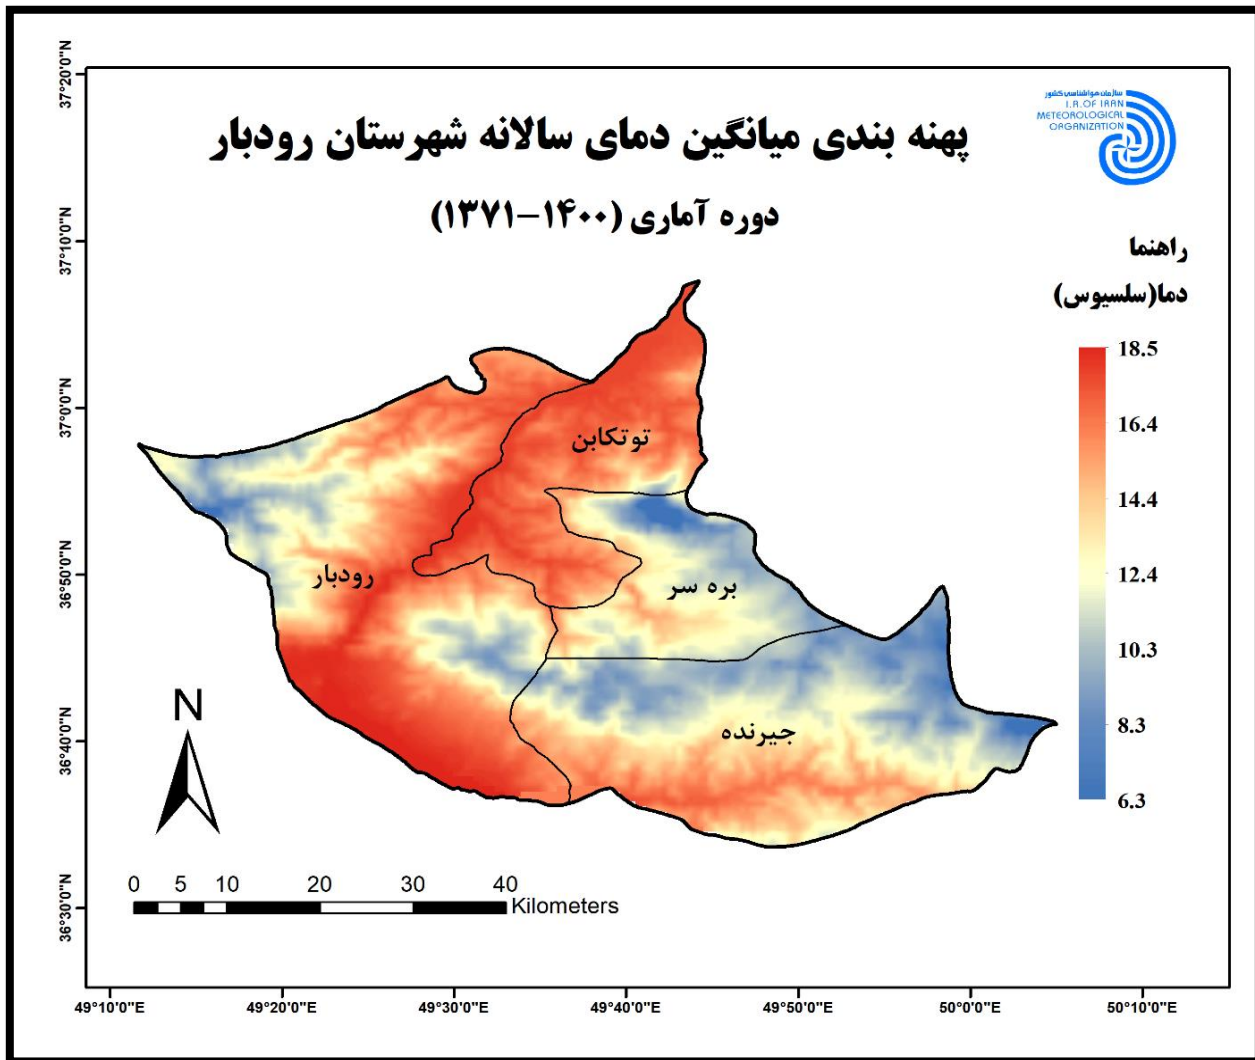 پهنه بندی میانگین دمای سالانه شهرستان رودبار
دوره آماری (۱۴۰۰-۱۳۷۱)
سازمان هواشناسی کشور
I.R.OF IRAN
METEOROLOGICAL
ORGANIZATION
راهنما
دما(سلسیوس)
18.5
16.4
14.4
12.4
10.3
8.3
6.3
توتکابن
رودبار
بره سر
جیرنده
N
0 5 10 20 30 40
Kilometers
37°20'0"N
37°10'0"N
37°0'0"N
36°50'0"N
36°40'0"N
36°30'0"N
49°10'0"E 49°20'0"E 49°30'0"E 49°40'0"E 49°50'0"E 50°0'0"E 50°10'0"E